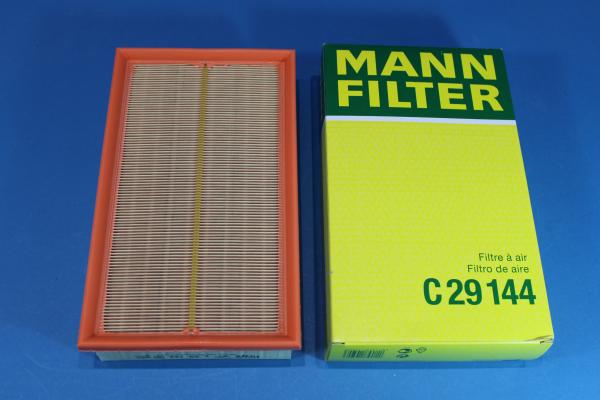 MANN
FILTER
Filtre à air
Filtro de aire
C 29 144